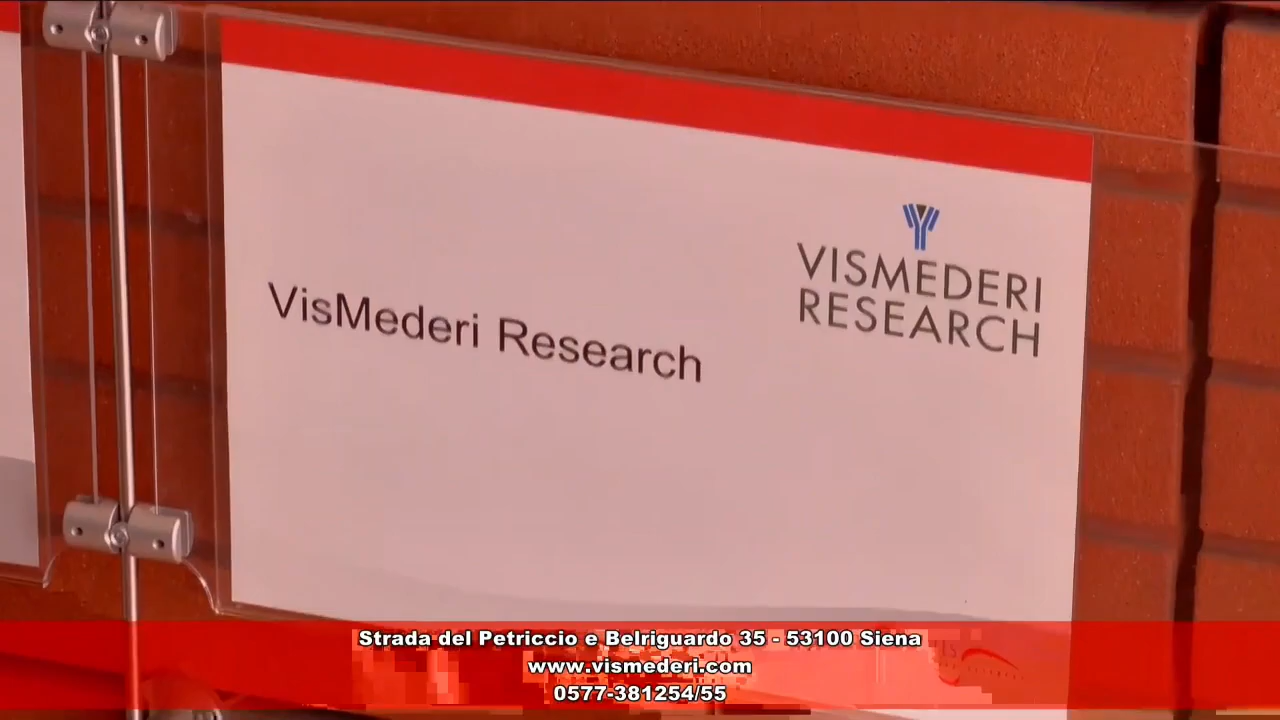 VISMEDERI
RESEARCH
VisMederi Research
Strada del Petriccio e Belriguardo 35 - 53100 Siena
www.vismederi.com
0577-381254/55